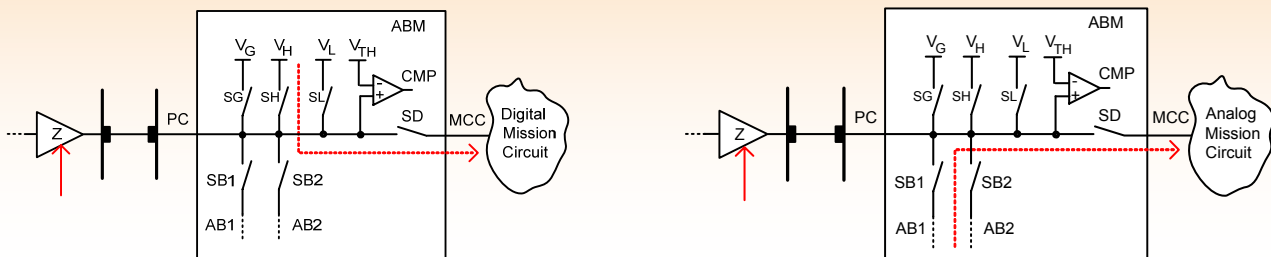 ABM
VG VH VL VTH
CMP
SG SH SL
-
+
SD
Z
PC
MCC
Digital
Mission
Circuit
SB1 SB2
AB1 AB2
ABM
VG VH VL VTH
CMP
SG SH SL
-
+
SD
Z
PC
MCC
Analog
Mission
Circuit
SB1 SB2
AB1 AB2